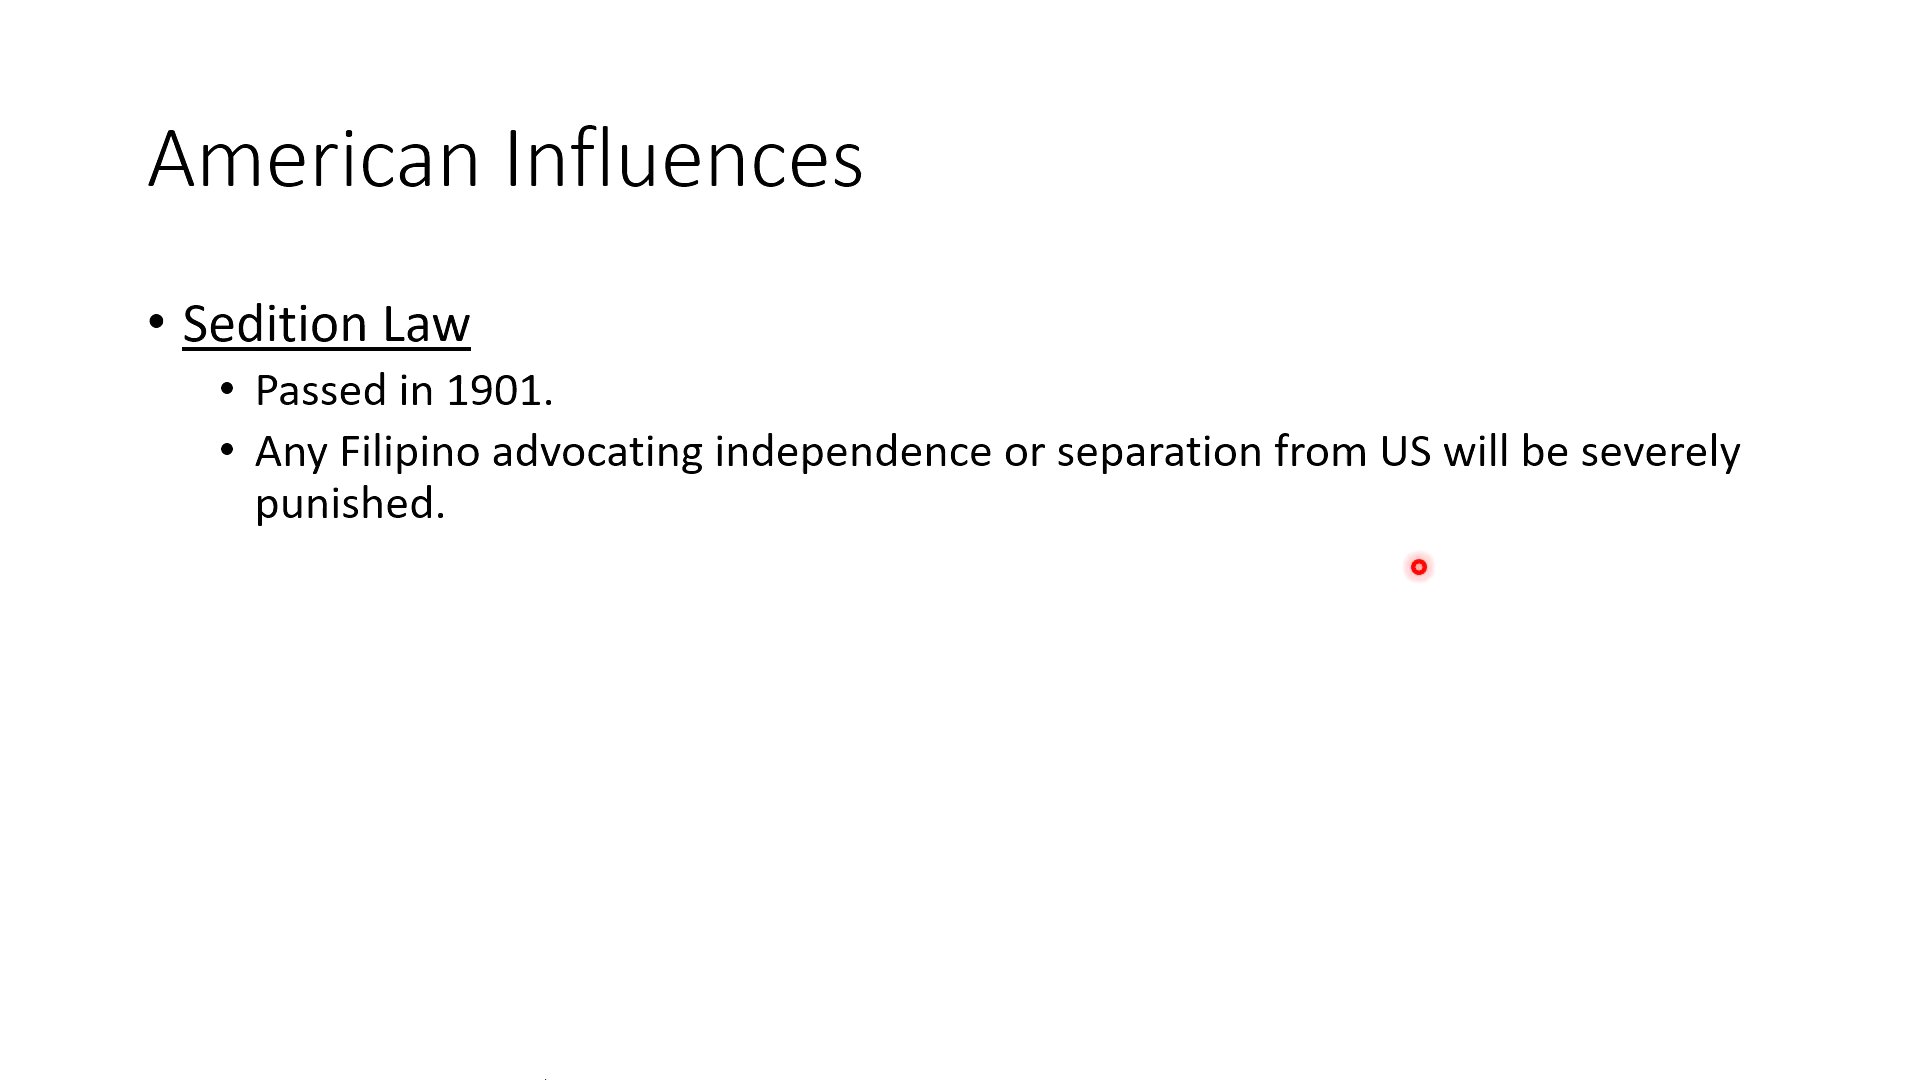 American Influences
• Sedition Law
• Passed in 1901.
• Any Filipino advocating independence or separation from US will be severely
punished.